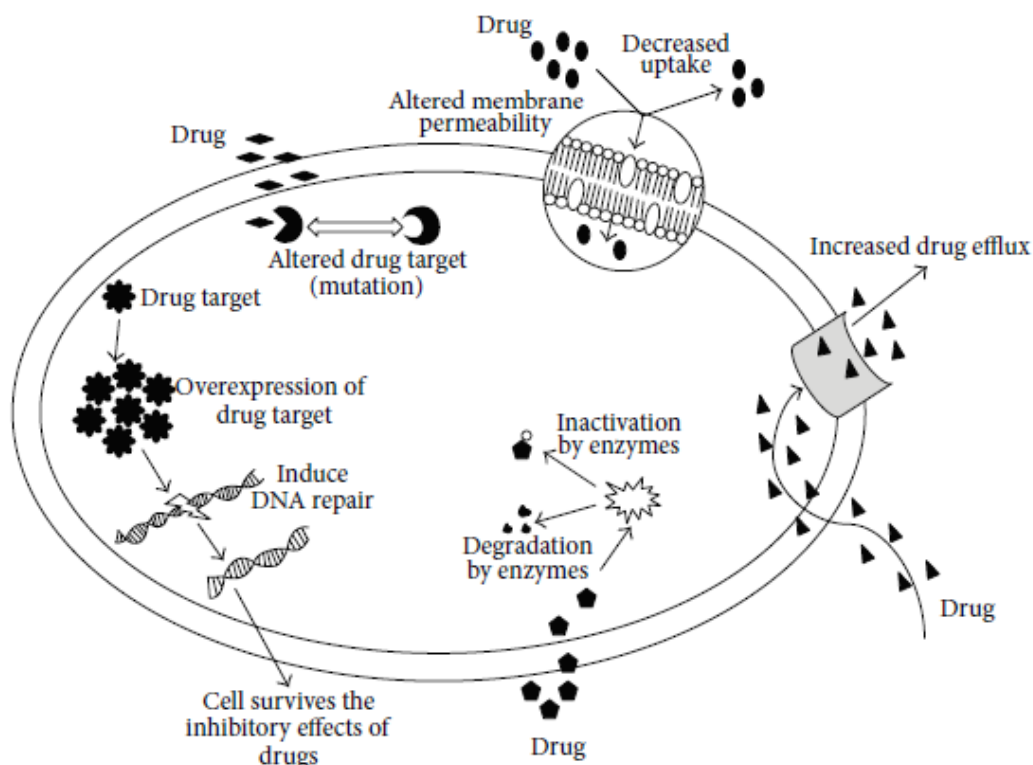 Drug
Decreased
uptake
Altered membrane
permeability
Drug
Increased drug efflux
Altered drug target
(mutation)
Drug target
Overexpression of
drug target
Inactivation
by enzymes
Induce
DNA repair
Degradation
by enzymes
Drug
Cell survives the
inhibitory effects of
drugs
Drug